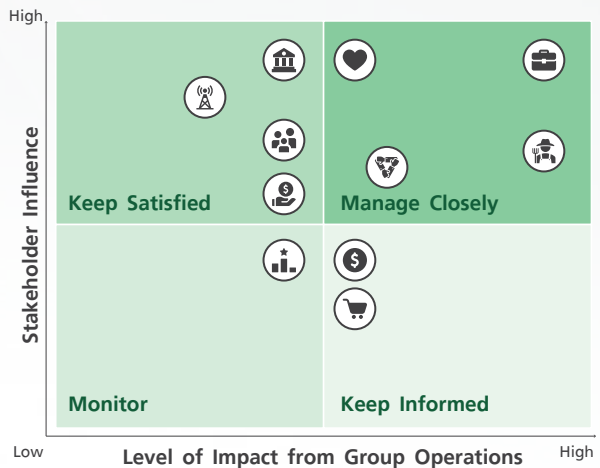 High
Stakeholder Influence
Keep Satisfied
Manage Closely
Monitor
Keep Informed
Low
Level of Impact from Group Operations
High